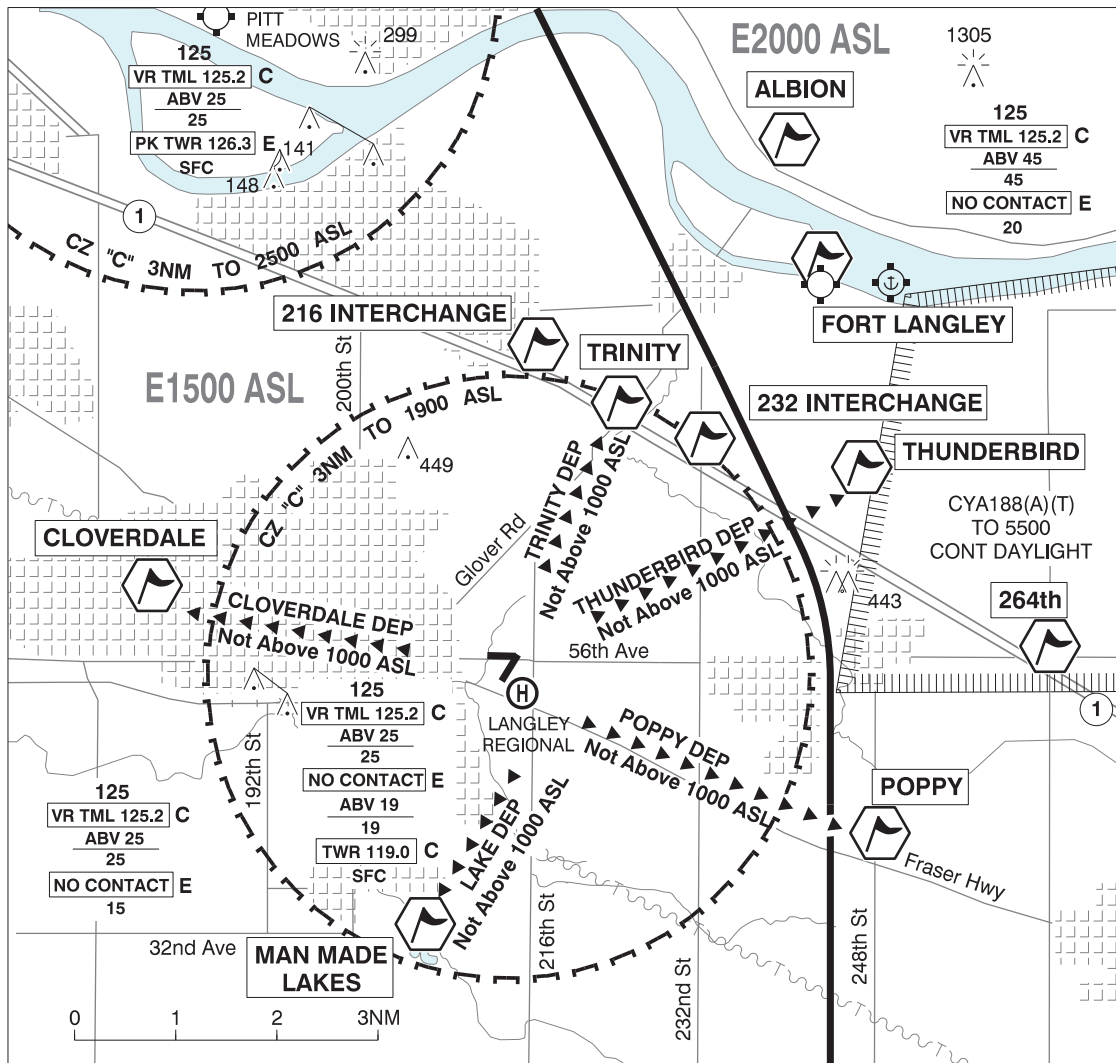 PITT
MEADOWS
299
125
VR TML 125.2 C
ABV 25
25
PK TWR 126.3 E
SFC
141
148
1
CZ "C" 3NM TO 2500 ASL
E2000 ASL
1305
ALBION
125
VR TML 125.2 C
ABV 45
45
NO CONTACT E
20
FORT LANGLEY
216 INTERCHANGE
TRINITY
E1500 ASL
200th St
232 INTERCHANGE
THUNDERBIRD
CZ "C" 3NM TO 1900 ASL
449
TRINITY DEP
Not Above 1000 ASL
Glover Rd
THUNDERBIRD DEP
Not Above 1000 ASL
CYA188(A)(T)
TO 5500
CONT DAYLIGHT
443
264th
1
CLOVERDALE
CLOVERDALE DEP
Not Above 1000 ASL
56th Ave
H
LANGLEY
REGIONAL
125
VR TML 125.2 C
ABV 25
25
NO CONTACT E
ABV 19
19
TWR 119.0 C
SFC
192th St
POPPY DEP
Not Above 1000 ASL
POPPY
Fraser Hwy
LAKE DEP
Not Above 1000 ASL
125
VR TML 125.2 C
ABV 25
25
NO CONTACT E
15
32nd Ave
MAN MADE
LAKES
216th St
232nd St
248th St
0 1 2 3NM